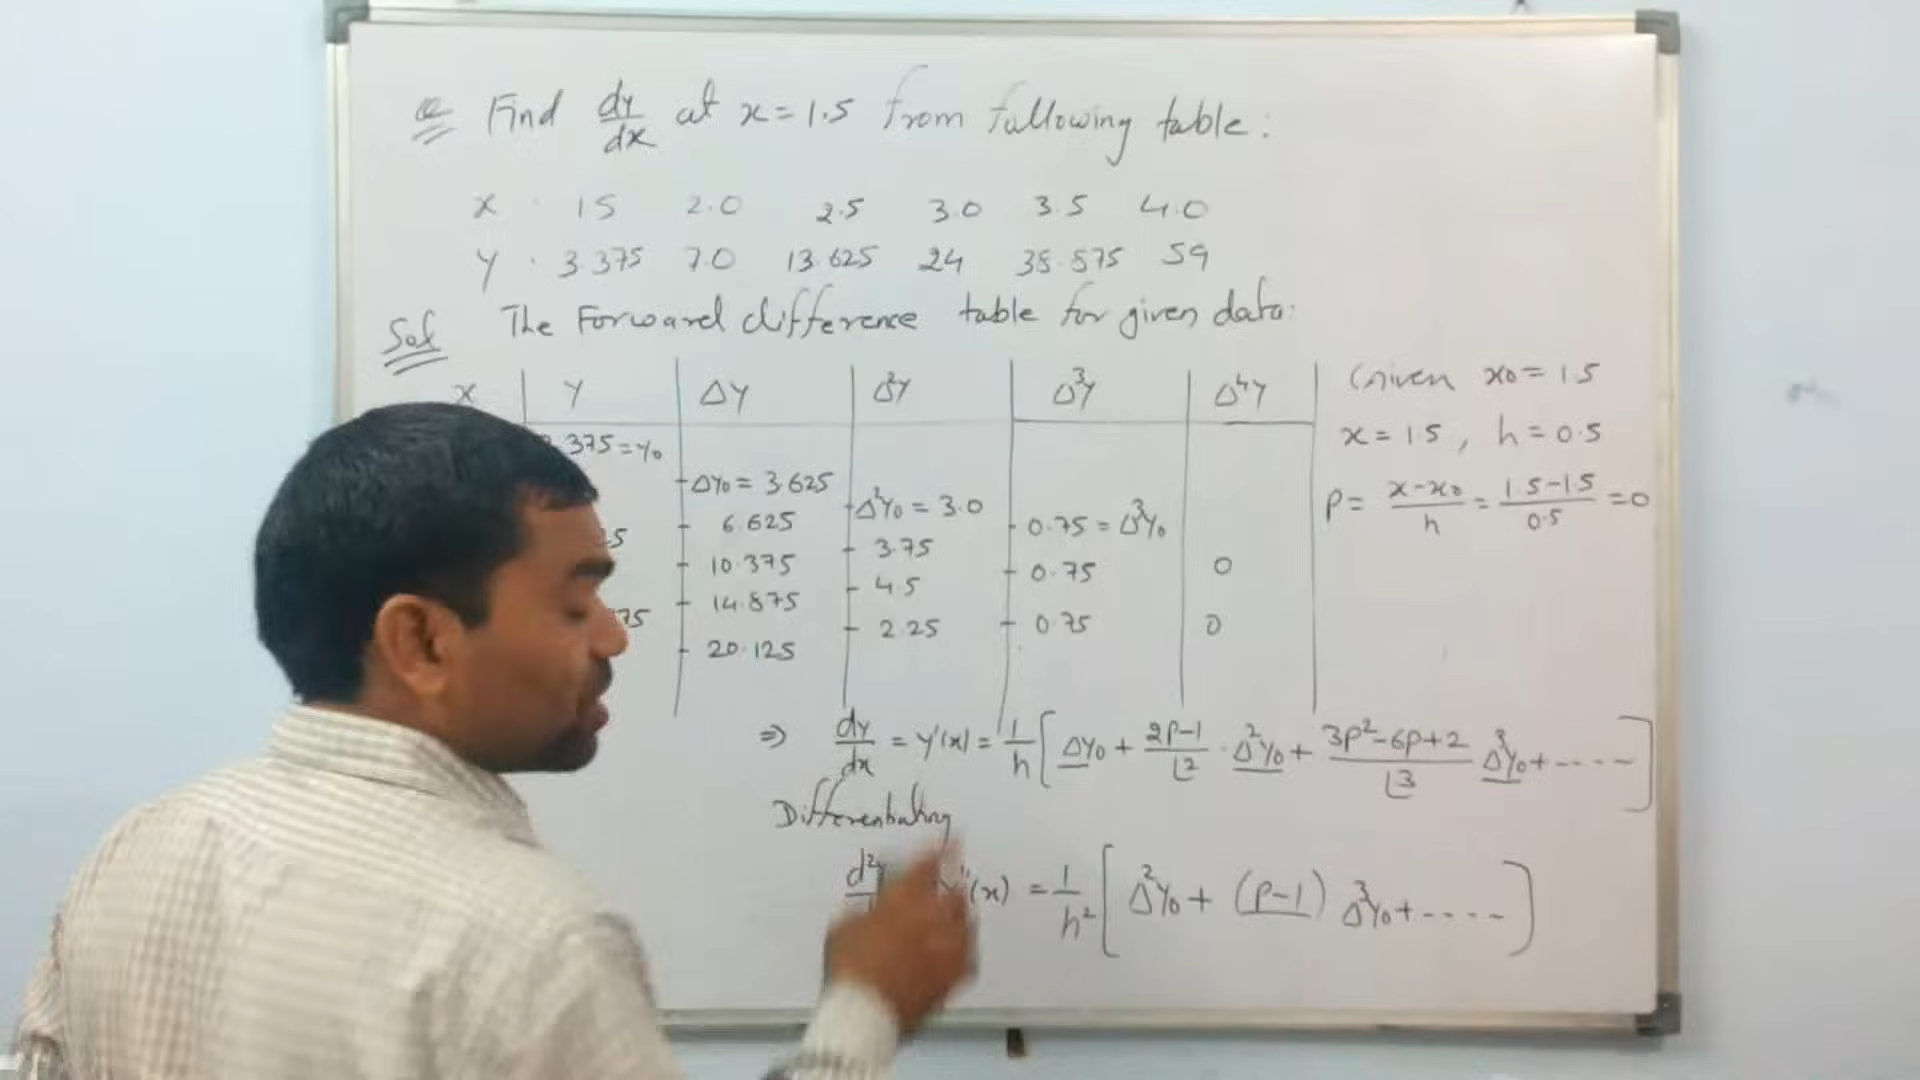 Q Find dy/dx at x = 1.5 from following table:
x : 1.5 2.0 2.5 3.0 3.5 4.0
y : 3.375 7.0 13.625 24 38.875 59
Sol The Forward difference table for given data:
x y Δy Δ²y Δ³y Δ⁴y
.375 = y₀
Δy₀ = 3.625
Δ²y₀ = 3.0
6.625
0.75 = Δ³y₀
3.75
10.375
0.75 0
4.5
14.875
0.75 0
2.25
75
20.125
Given x₀ = 1.5
x = 1.5, h = 0.5
P = (x-x₀)/h = (1.5-1.5)/0.5 = 0
⇒ dy/dx = y'(x) = 1/h [Δy₀ + (2P-1)/⌊2 · Δ²y₀ + (3P²-6P+2)/⌊3 Δ³y₀ + ----]
Differentiating
d²y y''(x) = 1/h² [Δ²y₀ + (P-1) Δ³y₀ + ----]